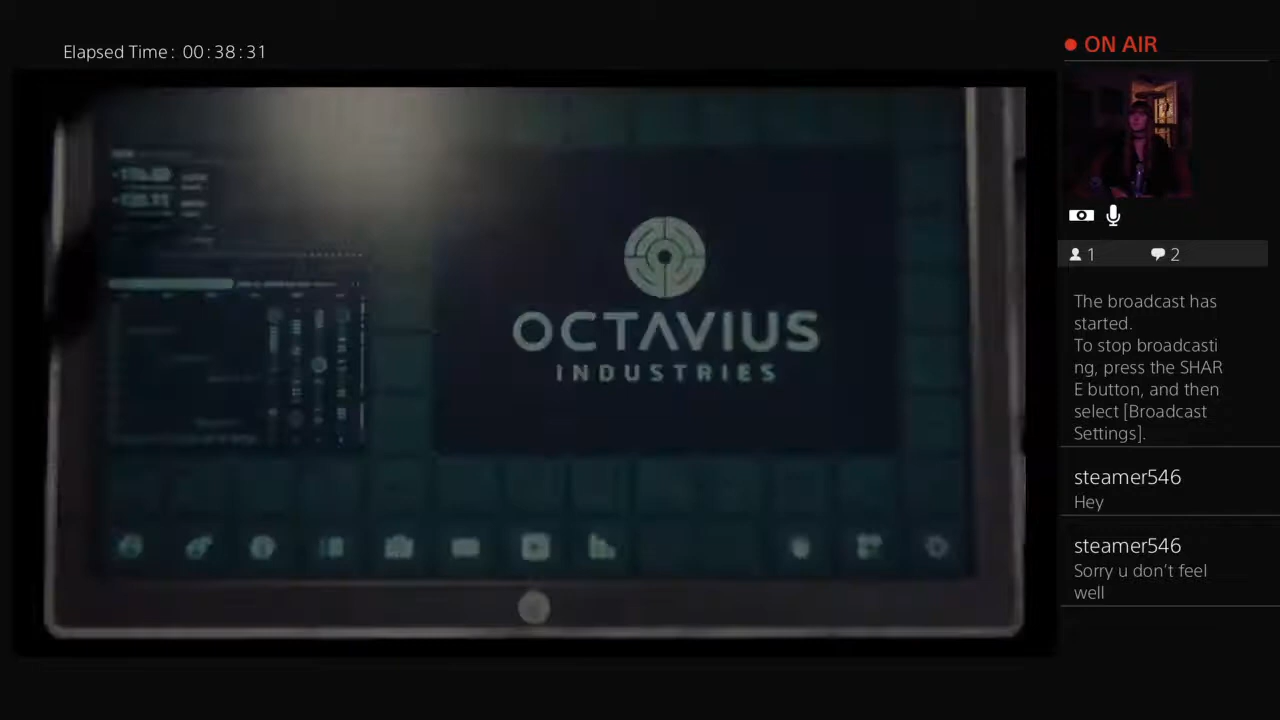 Elapsed Time: 00:38:31
ON AIR
1
2
The broadcast has
started.
To stop broadcasti
ng, press the SHAR
E button, and then
select [Broadcast
Settings].
steamer546
Hey
steamer546
Sorry u don't feel
well
OCTAVIUS
INDUSTRIES